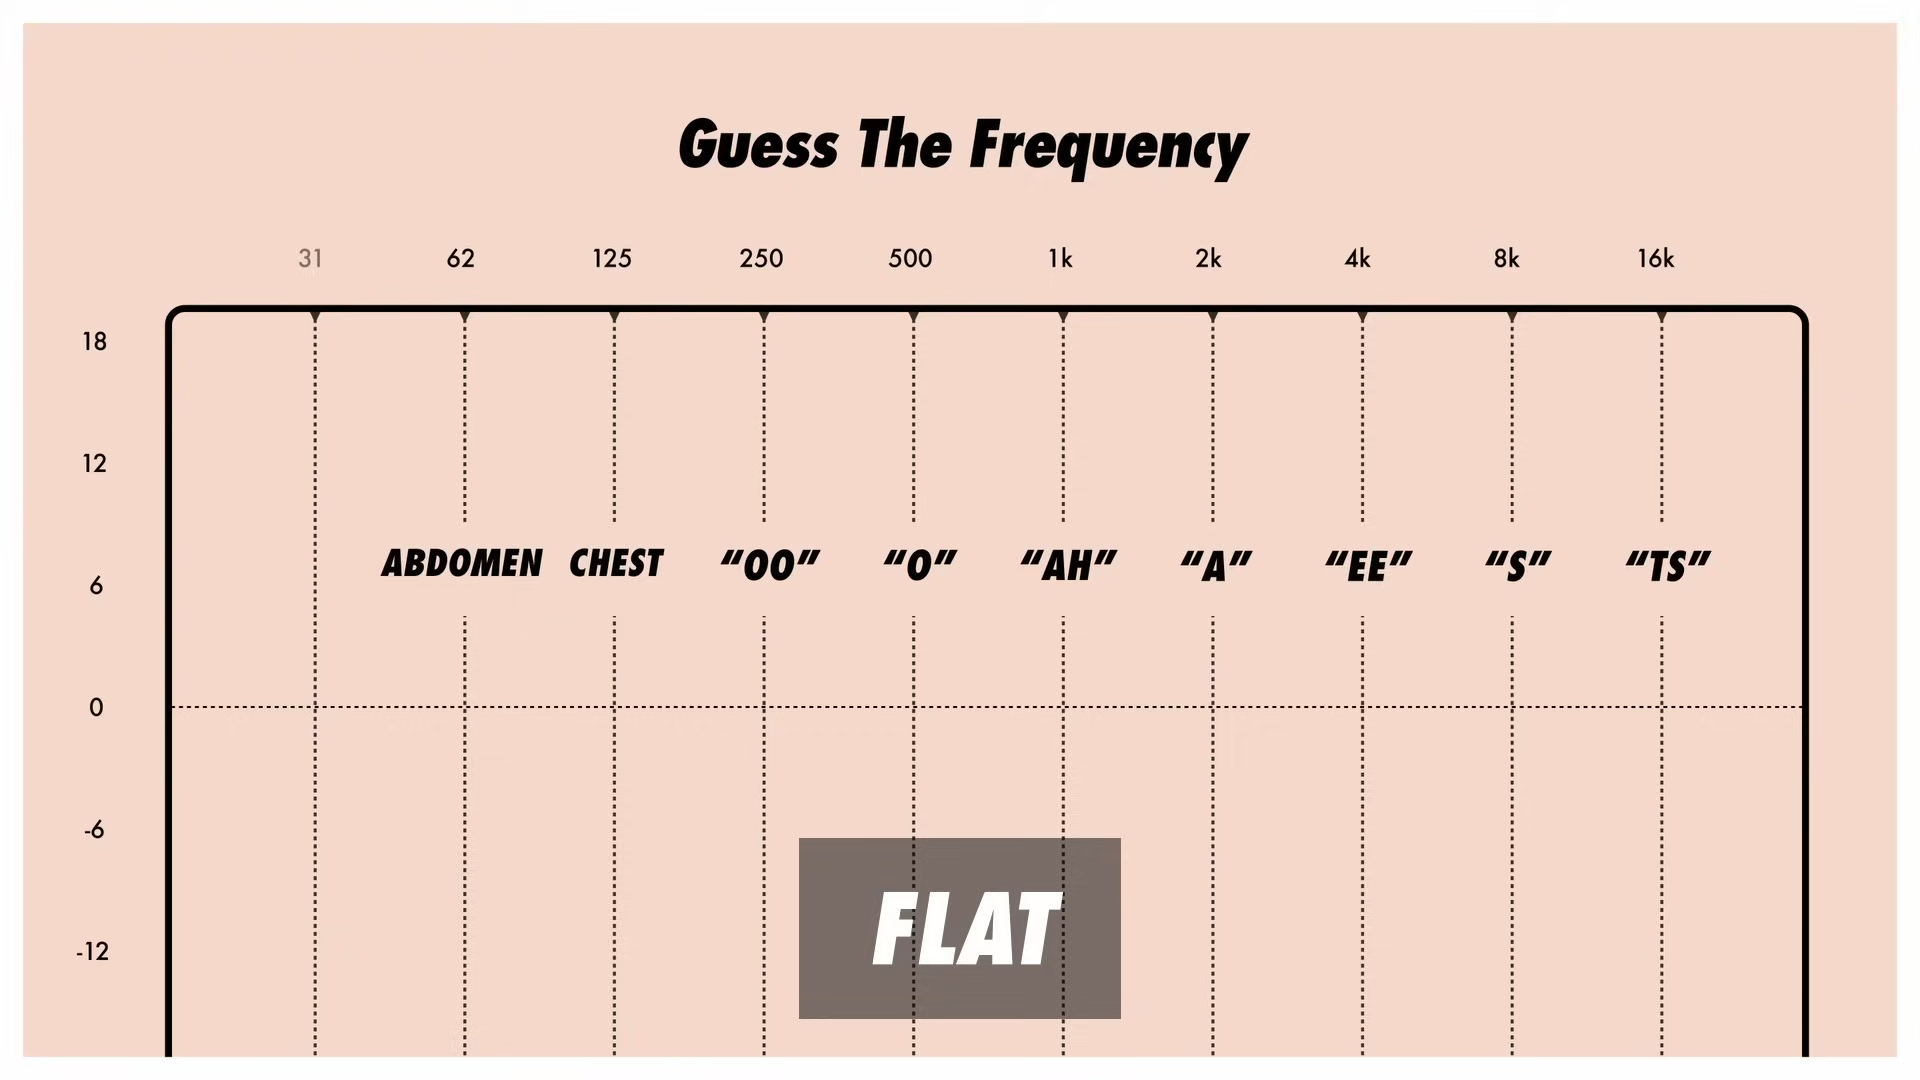 Guess The Frequency
31 62 125 250 500 1k 2k 4k 8k 16k
18
12
ABDOMEN CHEST “OO” “O” “AH” “A” “EE” “S” “TS”
6
0
-6
FLAT
-12